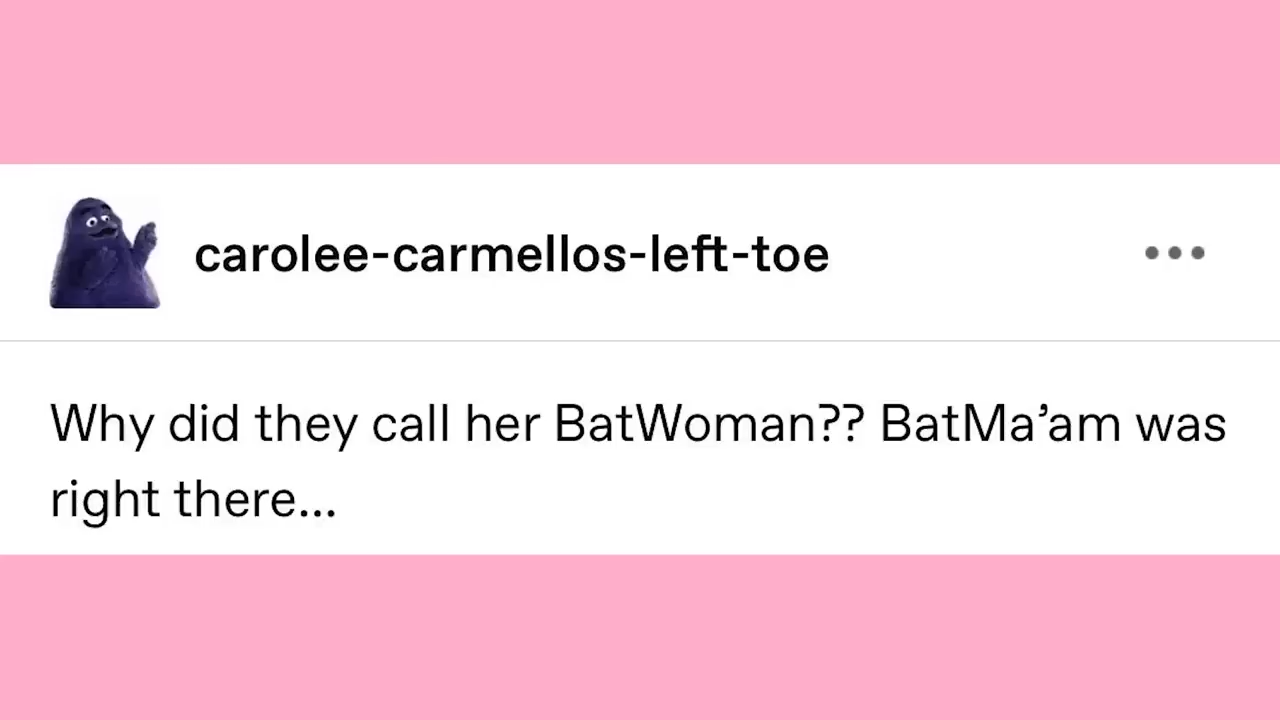 carolee-carmellos-left-toe
Why did they call her BatWoman?? BatMa’am was
right there...